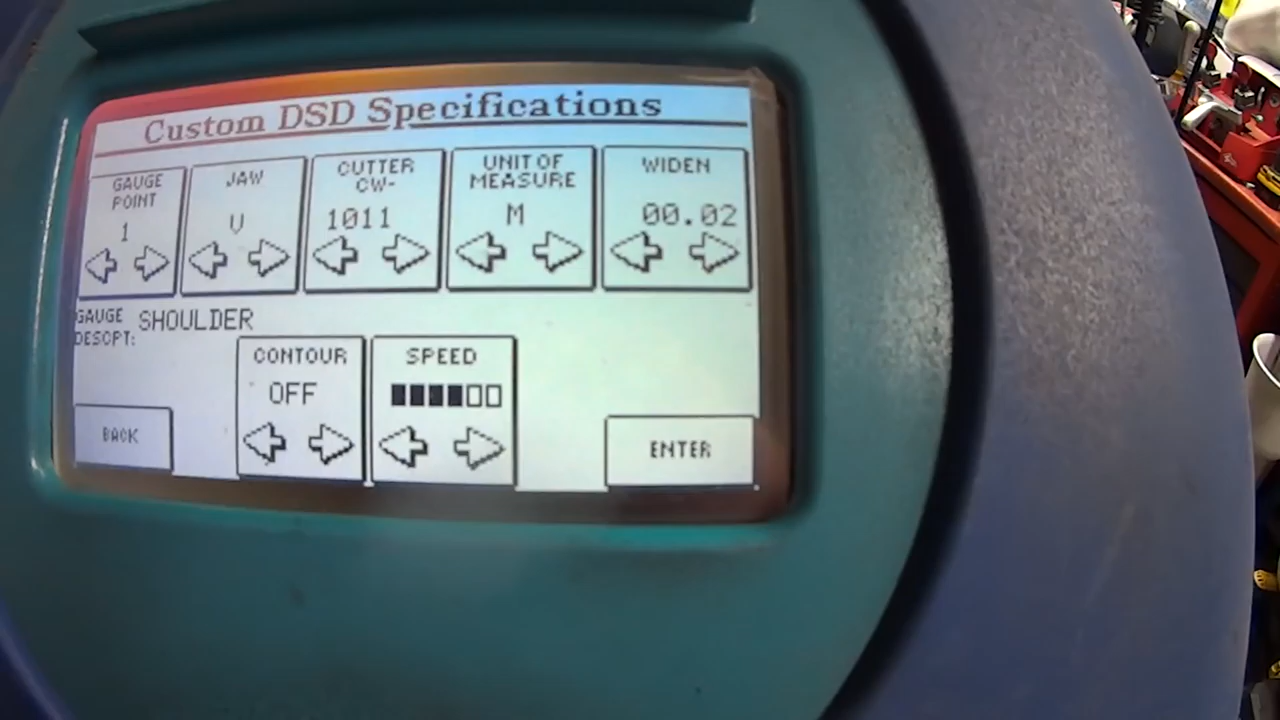 Custom DSD Specifications
GAUGE POINT
1
JAW
U
CUTTER CW-
1011
UNIT OF MEASURE
M
WIDEN
00.02
GAUGE DESCPT: SHOULDER
CONTOUR
OFF
SPEED
BACK
ENTER